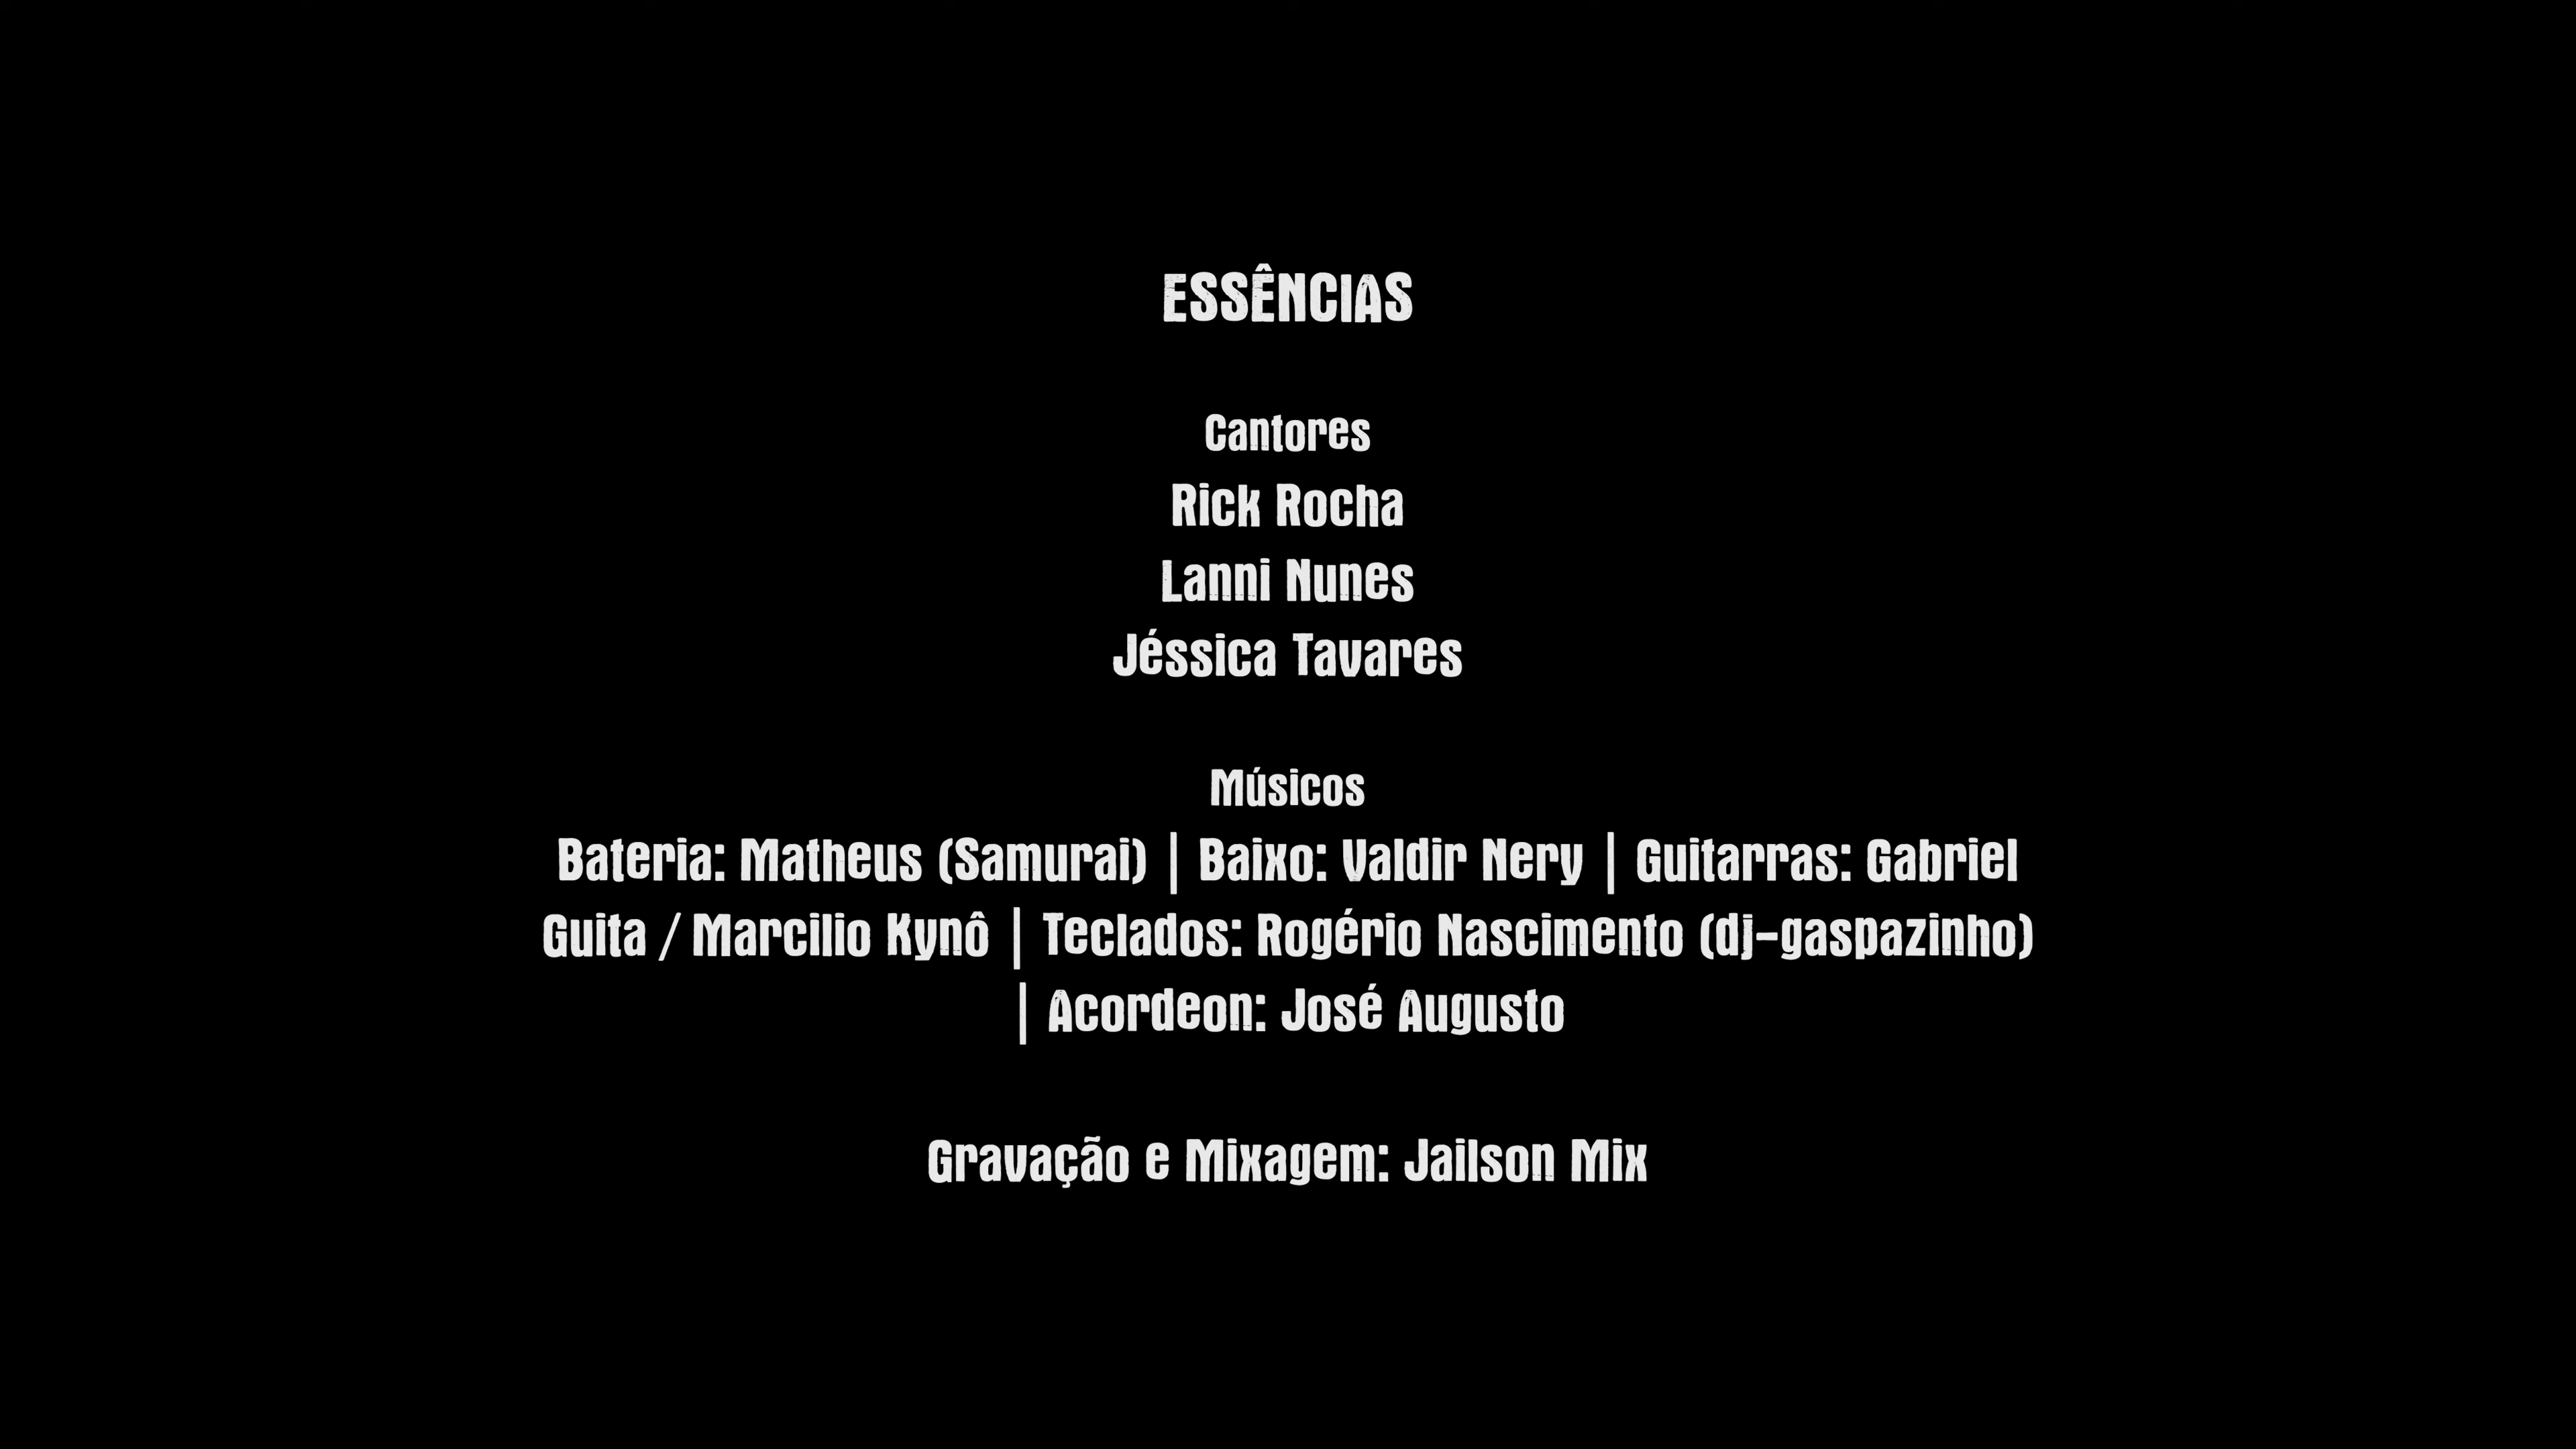 ESSÊNCIAS
Cantores
Rick Rocha
Lanni Nunes
Jéssica Tavares
Músicos
Bateria: Matheus (Samurai) | Baixo: Valdir Nery | Guitarras: Gabriel
Guita / Marcilio Kynô | Teclados: Rogério Nascimento (dj-gaspazinho)
| Acordeon: José Augusto
Gravação e Mixagem: Jailson Mix